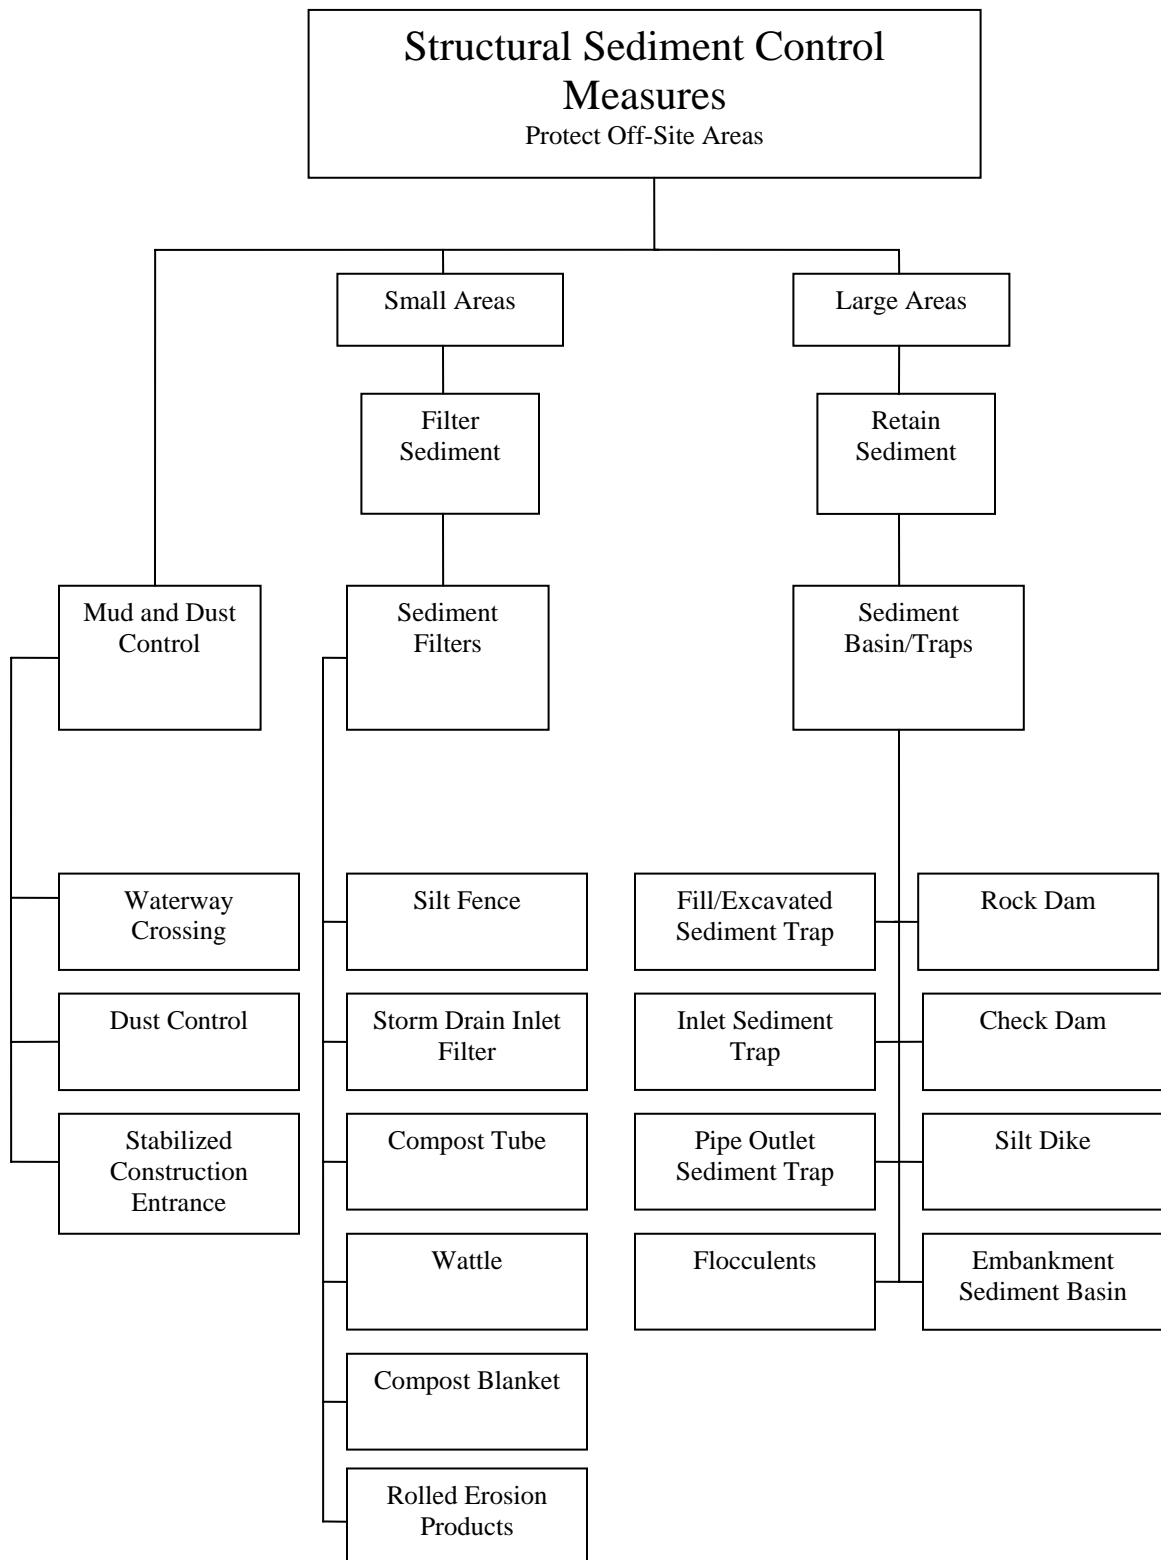 Structural Sediment Control
Measures
Protect Off-Site Areas
Small Areas
Large Areas
Filter
Sediment
Retain
Sediment
Mud and Dust
Control
Sediment
Filters
Sediment
Basin/Traps
Waterway
Crossing
Dust Control
Stabilized
Construction
Entrance
Silt Fence
Storm Drain Inlet
Filter
Compost Tube
Wattle
Compost Blanket
Rolled Erosion
Products
Fill/Excavated
Sediment Trap
Inlet Sediment
Trap
Pipe Outlet
Sediment Trap
Flocculents
Rock Dam
Check Dam
Silt Dike
Embankment
Sediment Basin